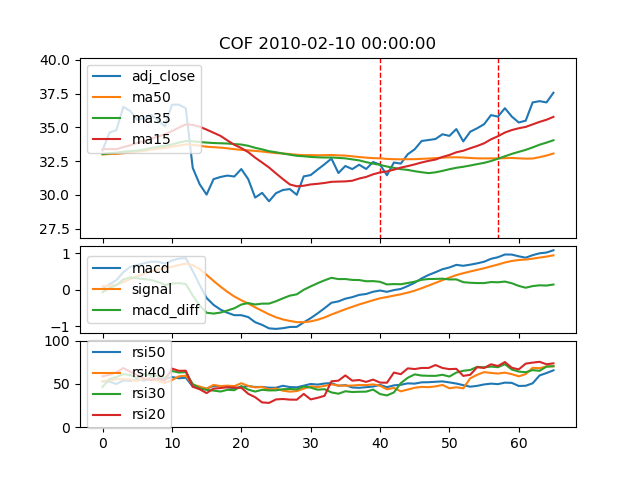 COF 2010-02-10 00:00:00
40.0
37.5
35.0
32.5
30.0
27.5
adj_close
ma50
ma35
ma15
1
0
−1
macd
signal
macd_diff
100
50
0
rsi50
rsi40
rsi30
rsi20
0 10 20 30 40 50 60